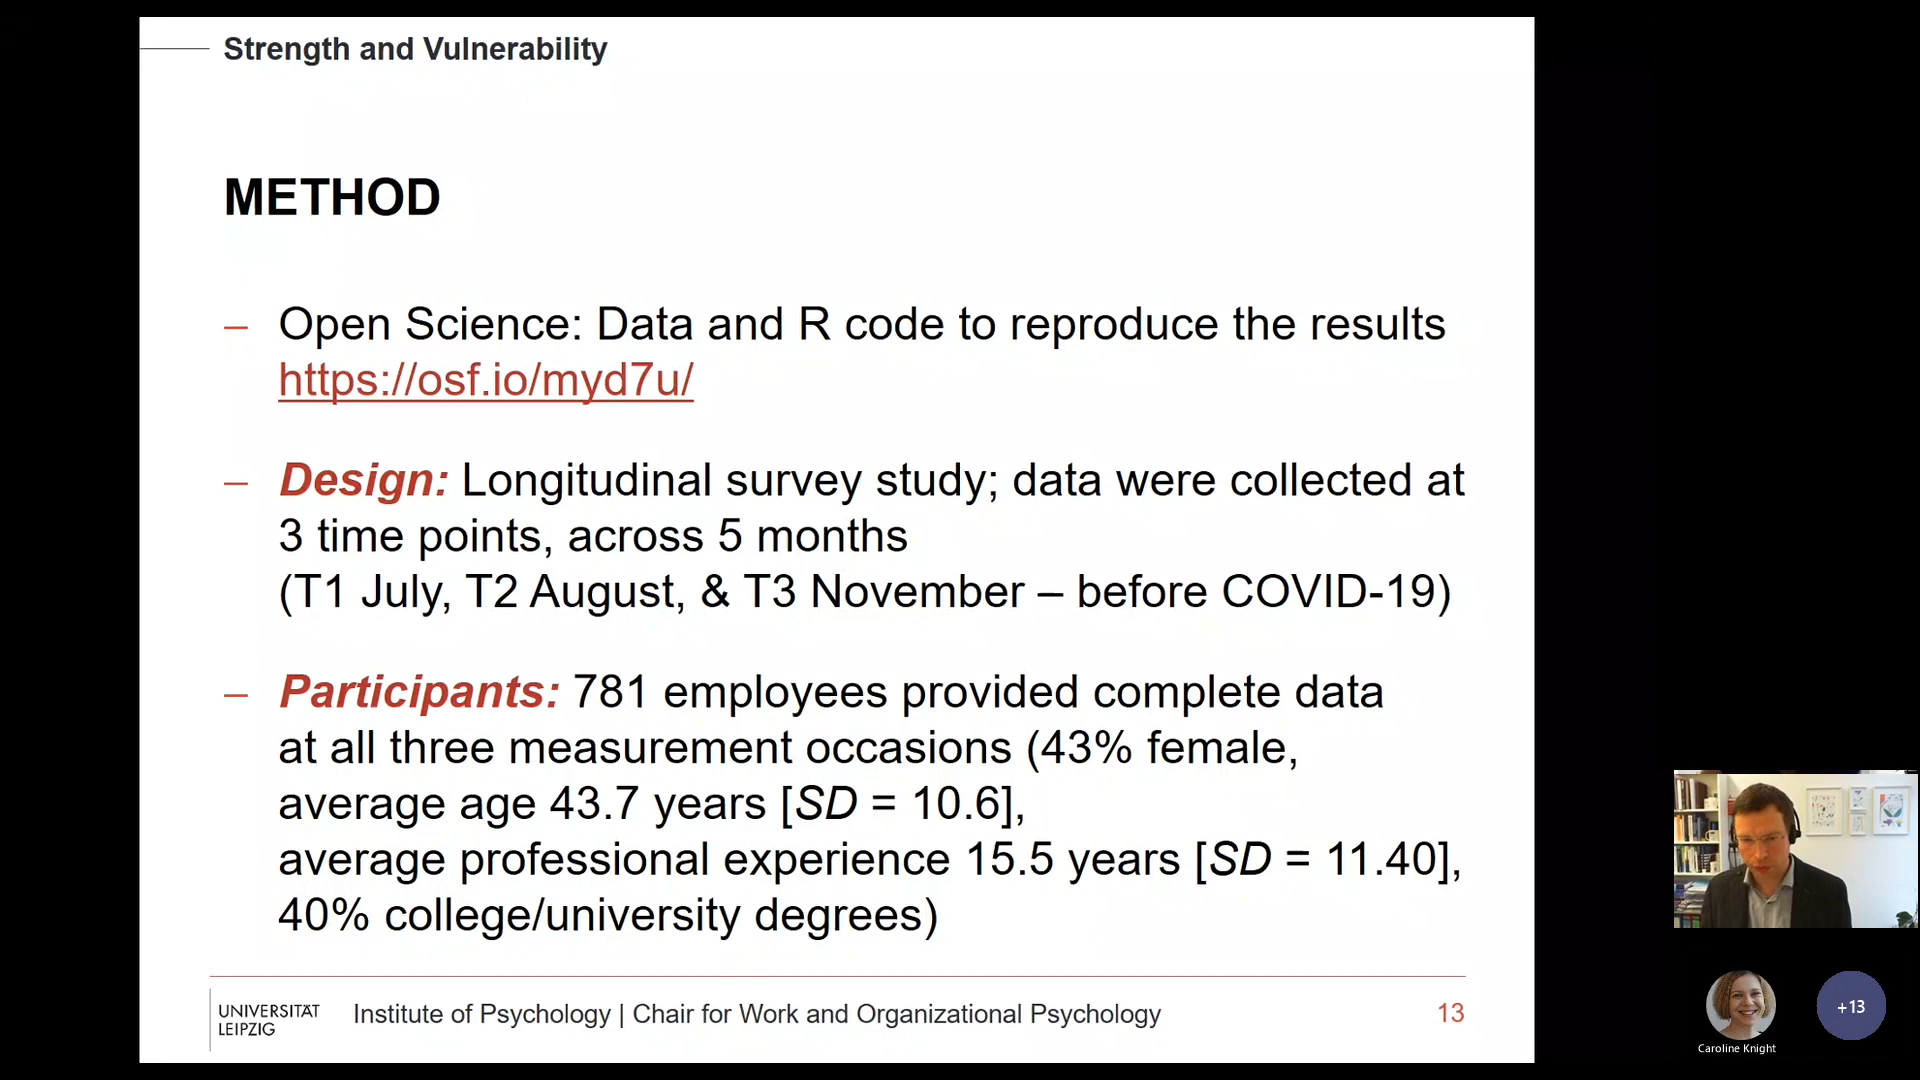 Strength and Vulnerability
METHOD
– Open Science: Data and R code to reproduce the results
https://osf.io/myd7u/
– Design: Longitudinal survey study; data were collected at
3 time points, across 5 months
(T1 July, T2 August, & T3 November – before COVID-19)
– Participants: 781 employees provided complete data
at all three measurement occasions (43% female,
average age 43.7 years [SD = 10.6],
average professional experience 15.5 years [SD = 11.40],
40% college/university degrees)
UNIVERSITÄT
LEIPZIG
Institute of Psychology | Chair for Work and Organizational Psychology
13
+13
Caroline Knight